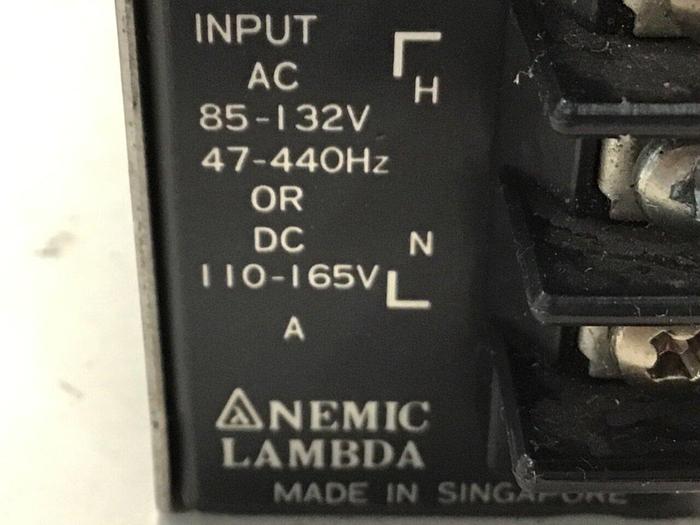 INPUT
AC
H
85-132V
47-440Hz
OR
DC
N
110-165V
A
NEMIC
LAMBDA
MADE IN SINGAPORE